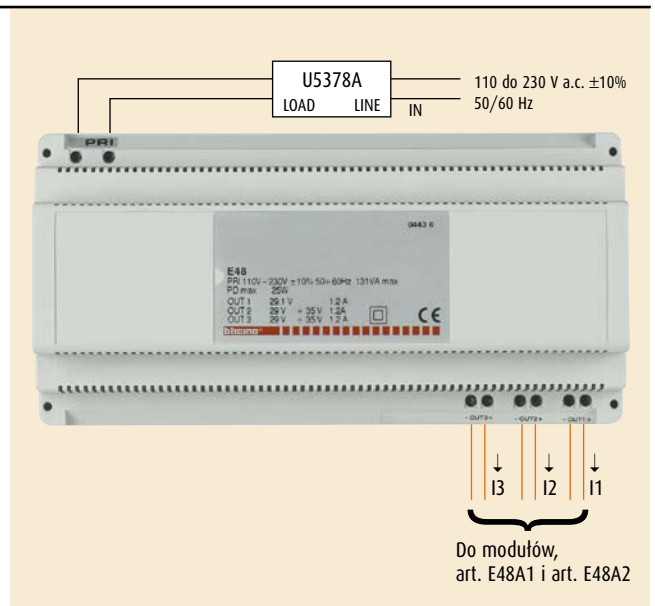 U5378A
LOAD LINE
IN
110 do 230 V a.c. ±10%
50/60 Hz
PRI
0443 6
E48
PRI 110V~230V ±10% 50÷60Hz 131VA max
PD max 25W
OUT 1 29.1 V 1.2 A
OUT 2 29 V ÷ 35 V 1.2A
OUT 3 29 V ÷ 35 V 1.2 A
CE
bticino
- OUT3 + - OUT2 + - OUT1 +
↓ ↓ ↓
I3 I2 I1
Do modułów,
art. E48A1 i art. E48A2